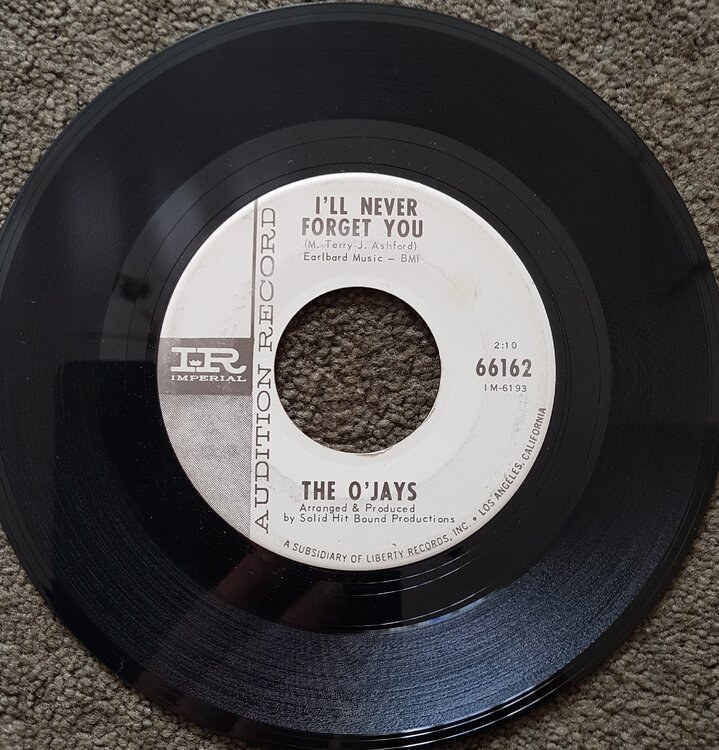 I'LL NEVER
FORGET YOU
(M. Terry-J. Ashford)
Earlbard Music — BMI
AUDITION RECORD
IR
IMPERIAL
2:10
66162
IM-6193
THE O'JAYS
Arranged & Produced
by Solid Hit Bound Productions
A SUBSIDIARY OF LIBERTY RECORDS, INC. • LOS ANGELES, CALIFORNIA